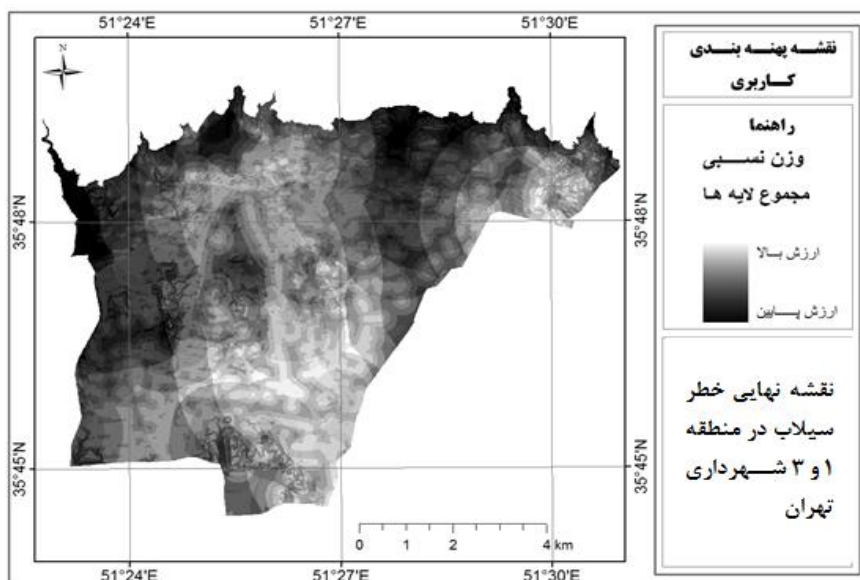 51°24'E
51°27'E
51°30'E
N
35°48'N
35°48'N
35°45'N
35°45'N
0 1 2 4 km
51°24'E
51°27'E
51°30'E
نقشه پهنه بندی
کاربری
راهنما
وزن نسبی
مجموع لایه ها
ارزش بالا
ارزش پایین
نقشه نهایی خطر
سیلاب در منطقه
۱ و ۳ شهرداری
تهران